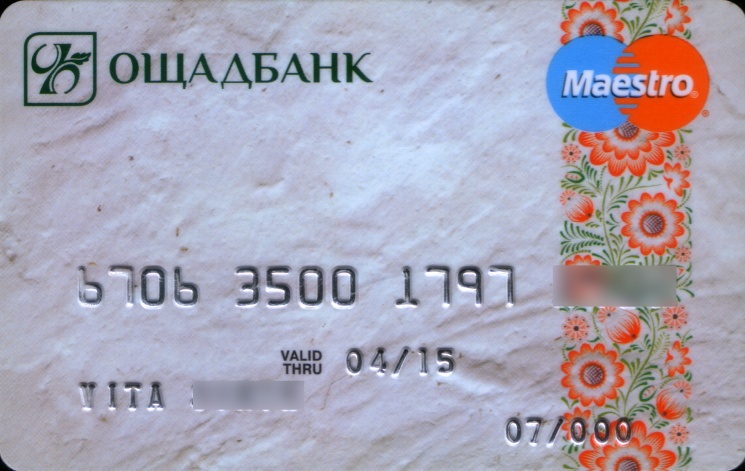 ОЩАДБАНК
Maestro
6706 3500 1797
VALID THRU 04/15
VITA
07/000